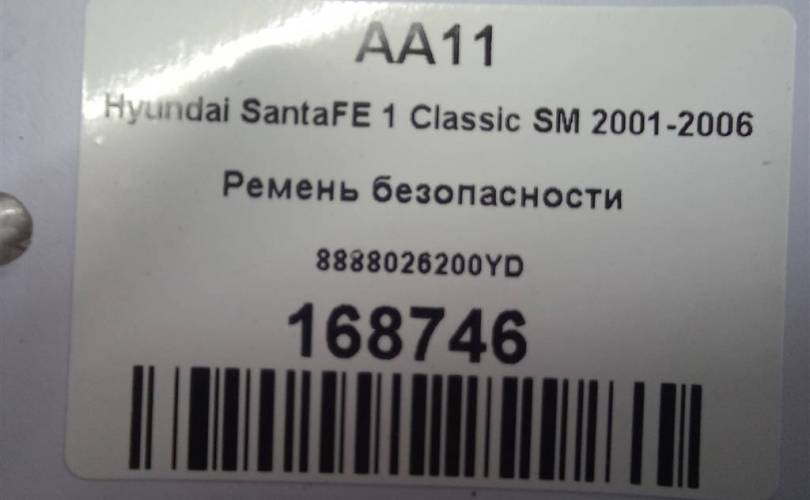 AA11
Hyundai SantaFE 1 Classic SM 2001-2006
Ремень безопасности
8888026200YD
168746